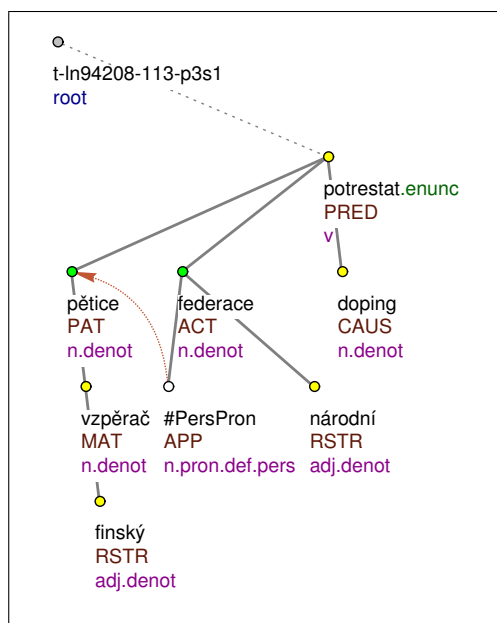 t-ln94208-113-p3s1
root
potrestat.enunc
PRED
v
pětice federace doping
PAT ACT CAUS
n.denot n.denot n.denot
vzpěrač #PersPron národní
MAT APP RSTR
n.denot n.pron.def.pers adj.denot
finský
RSTR
adj.denot